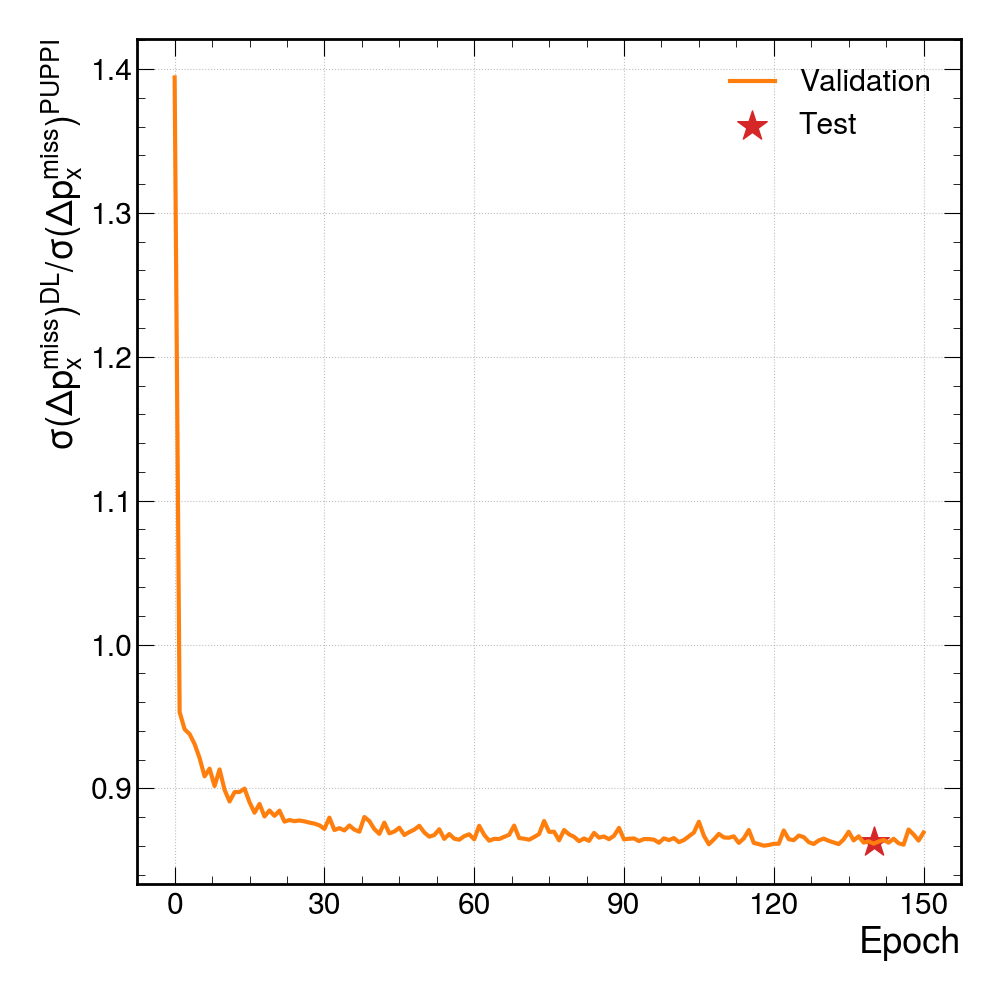 σ(Δp_x^miss)^DL/σ(Δp_x^miss)^PUPPI
1.4
1.3
1.2
1.1
1.0
0.9
Validation
Test
0 30 60 90 120 150
Epoch